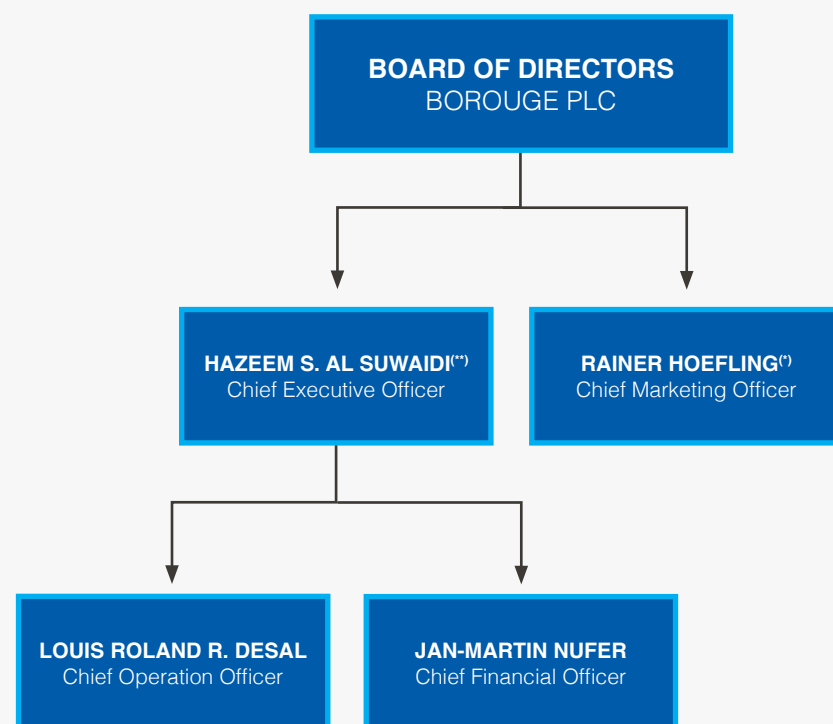 BOARD OF DIRECTORS
BOROUGE PLC
HAZEEM S. AL SUWAIDI(**)
Chief Executive Officer
RAINER HOEFLING(*)
Chief Marketing Officer
LOUIS ROLAND R. DESAL
Chief Operation Officer
JAN-MARTIN NUFER
Chief Financial Officer